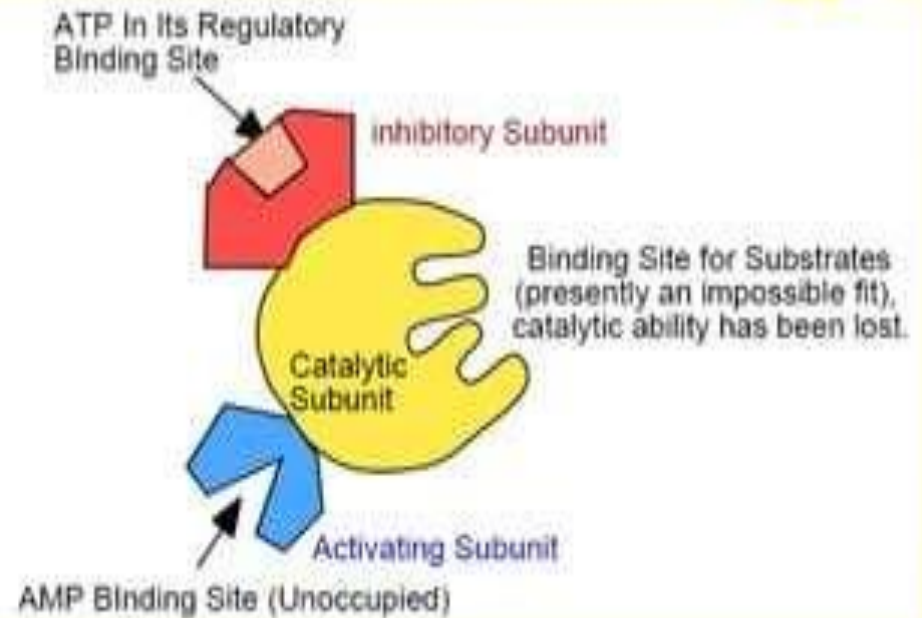 ATP In Its Regulatory
BInding Site
inhibitory Subunit
Binding Site for Substrates
(presently an impossible fit),
catalytic ability has been lost.
Catalytic
Subunit
Activating Subunit
AMP BInding Site (Unoccupied)